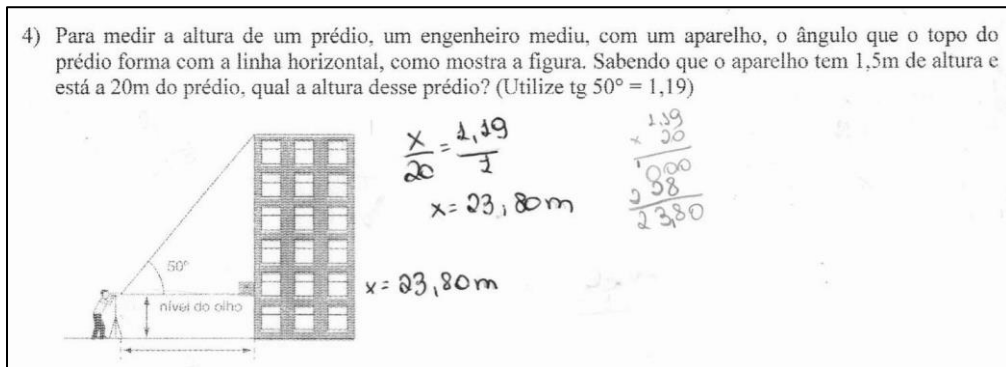 4) Para medir a altura de um prédio, um engenheiro mediu, com um aparelho, o ângulo que o topo do
prédio forma com a linha horizontal, como mostra a figura. Sabendo que o aparelho tem 1,5m de altura e
está a 20m do prédio, qual a altura desse prédio? (Utilize tg 50° = 1,19)
x/20 = 1,19/1
x = 23,80m
1,19
x 20
000
238
23,80
50°
nível do olho
x = 23,80m